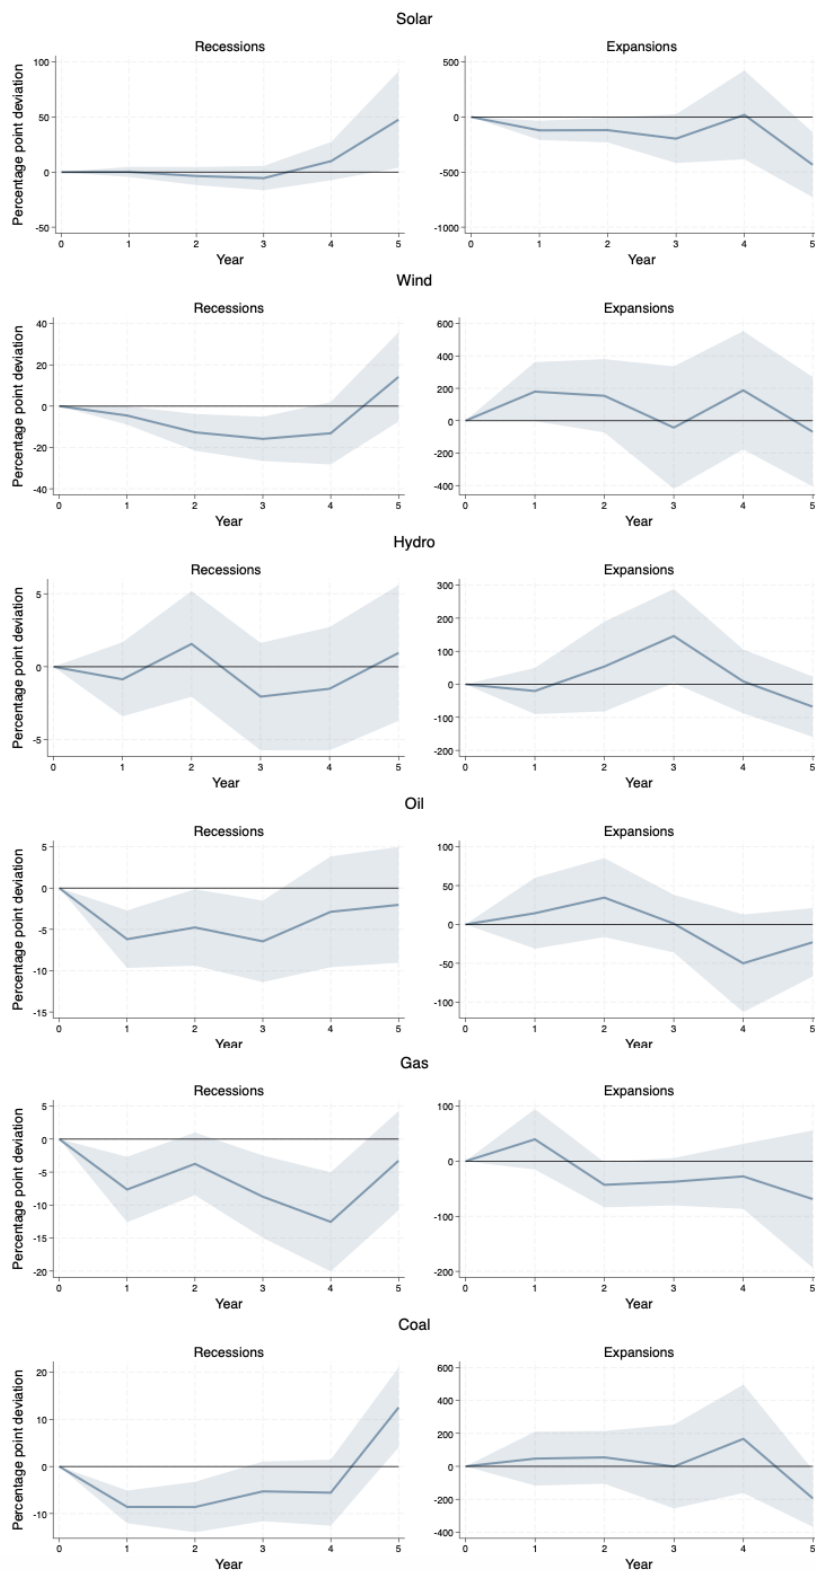 Solar
Recessions
Expansions
Percentage point deviation
100
50
0
-50
0 1 2 3 4 5
Year
500
0
-500
-1000
0 1 2 3 4 5
Year
Wind
Recessions
Expansions
Percentage point deviation
40
20
0
-20
-40
0 1 2 3 4 5
Year
600
400
200
0
-200
-400
0 1 2 3 4 5
Year
Hydro
Recessions
Expansions
Percentage point deviation
5
0
-5
0 1 2 3 4 5
Year
300
200
100
0
-100
-200
0 1 2 3 4 5
Year
Oil
Recessions
Expansions
Percentage point deviation
5
0
-5
-10
-15
0 1 2 3 4 5
Year
100
50
0
-50
-100
0 1 2 3 4 5
Year
Gas
Recessions
Expansions
Percentage point deviation
5
0
-5
-10
-15
-20
0 1 2 3 4 5
Year
100
0
-100
-200
0 1 2 3 4 5
Year
Coal
Recessions
Expansions
Percentage point deviation
20
10
0
-10
0 1 2 3 4 5
Year
600
400
200
0
-200
-400
0 1 2 3 4 5
Year